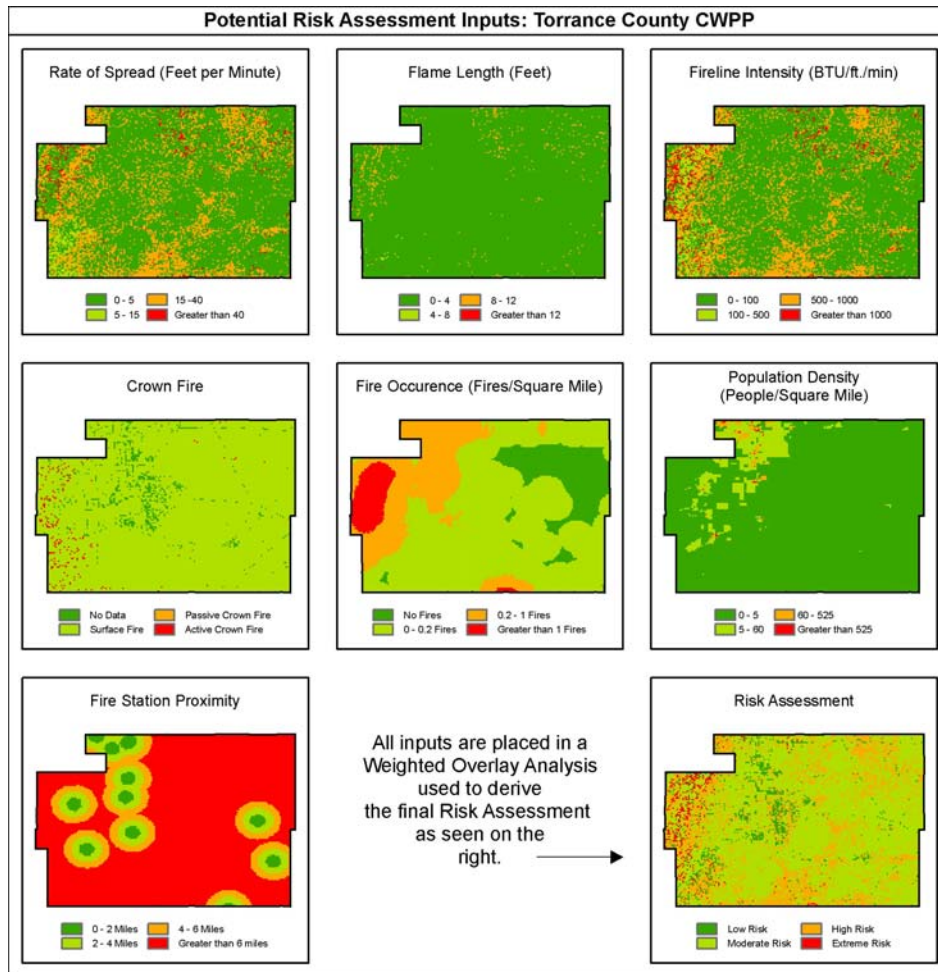 Potential Risk Assessment Inputs: Torrance County CWPP
Rate of Spread (Feet per Minute)
0 - 5
15 -40
5 - 15
Greater than 40
Flame Length (Feet)
0 - 4
8 - 12
4 - 8
Greater than 12
Fireline Intensity (BTU/ft./min)
0 - 100
500 - 1000
100 - 500
Greater than 1000
Crown Fire
No Data
Passive Crown Fire
Surface Fire
Active Crown Fire
Fire Occurence (Fires/Square Mile)
No Fires
0.2 - 1 Fires
0 - 0.2 Fires
Greater than 1 Fires
Population Density
(People/Square Mile)
0 - 5
60 - 525
5 - 60
Greater than 525
Fire Station Proximity
0 - 2 Miles
4 - 6 Miles
2 - 4 Miles
Greater than 6 miles
All inputs are placed in a
Weighted Overlay Analysis
used to derive
the final Risk Assessment
as seen on the
right.
Risk Assessment
Low Risk
High Risk
Moderate Risk
Extreme Risk